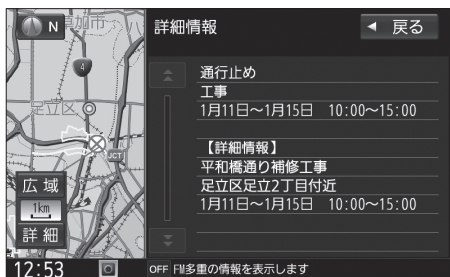 N
草加市
詳細情報
戻る
4
通行止め
工事
1月11日～1月15日 10:00～15:00
足立区
【詳細情報】
平和橋通り補修工事
足立区足立2丁目付近
1月11日～1月15日 10:00～15:00
JCT
広域
1km
詳細
12:53
OFF FM多重の情報を表示します